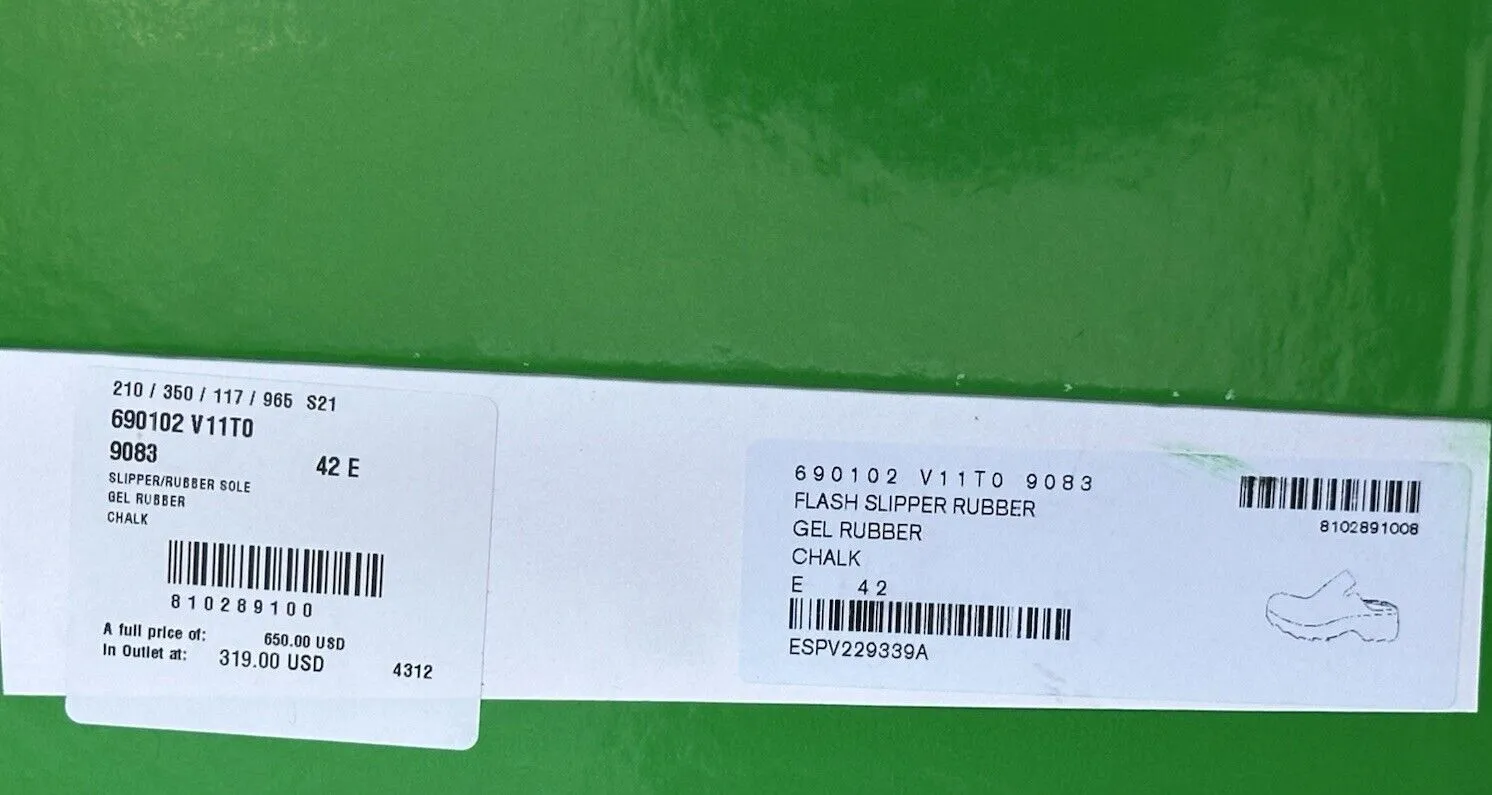 210 / 350 / 117 / 965 S21
690102 V11T0
9083
42 E
SLIPPER/RUBBER SOLE
GEL RUBBER
CHALK
810289100
A full price of: 650.00 USD
In Outlet at: 319.00 USD
4312
690102 V11T0 9083
FLASH SLIPPER RUBBER
GEL RUBBER
CHALK
E 42
ESPV229339A
8102891008